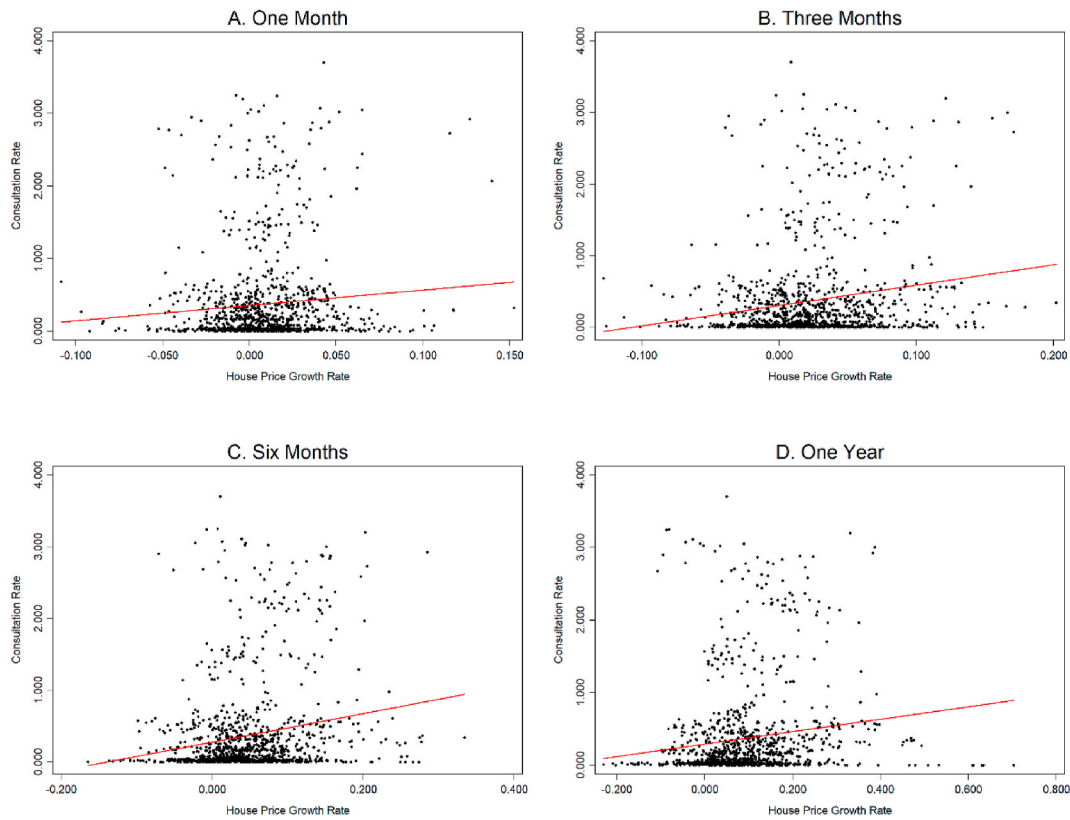 A. One Month
4.000
3.000
2.000
1.000
0.000
Consultation Rate
-0.100 -0.050 0.000 0.050 0.100 0.150
House Price Growth Rate
B. Three Months
4.000
3.000
2.000
1.000
0.000
Consultation Rate
-0.100 0.000 0.100 0.200
House Price Growth Rate
C. Six Months
4.000
3.000
2.000
1.000
0.000
Consultation Rate
-0.200 0.000 0.200 0.400
House Price Growth Rate
D. One Year
4.000
3.000
2.000
1.000
0.000
Consultation Rate
-0.200 0.000 0.200 0.400 0.600 0.800
House Price Growth Rate